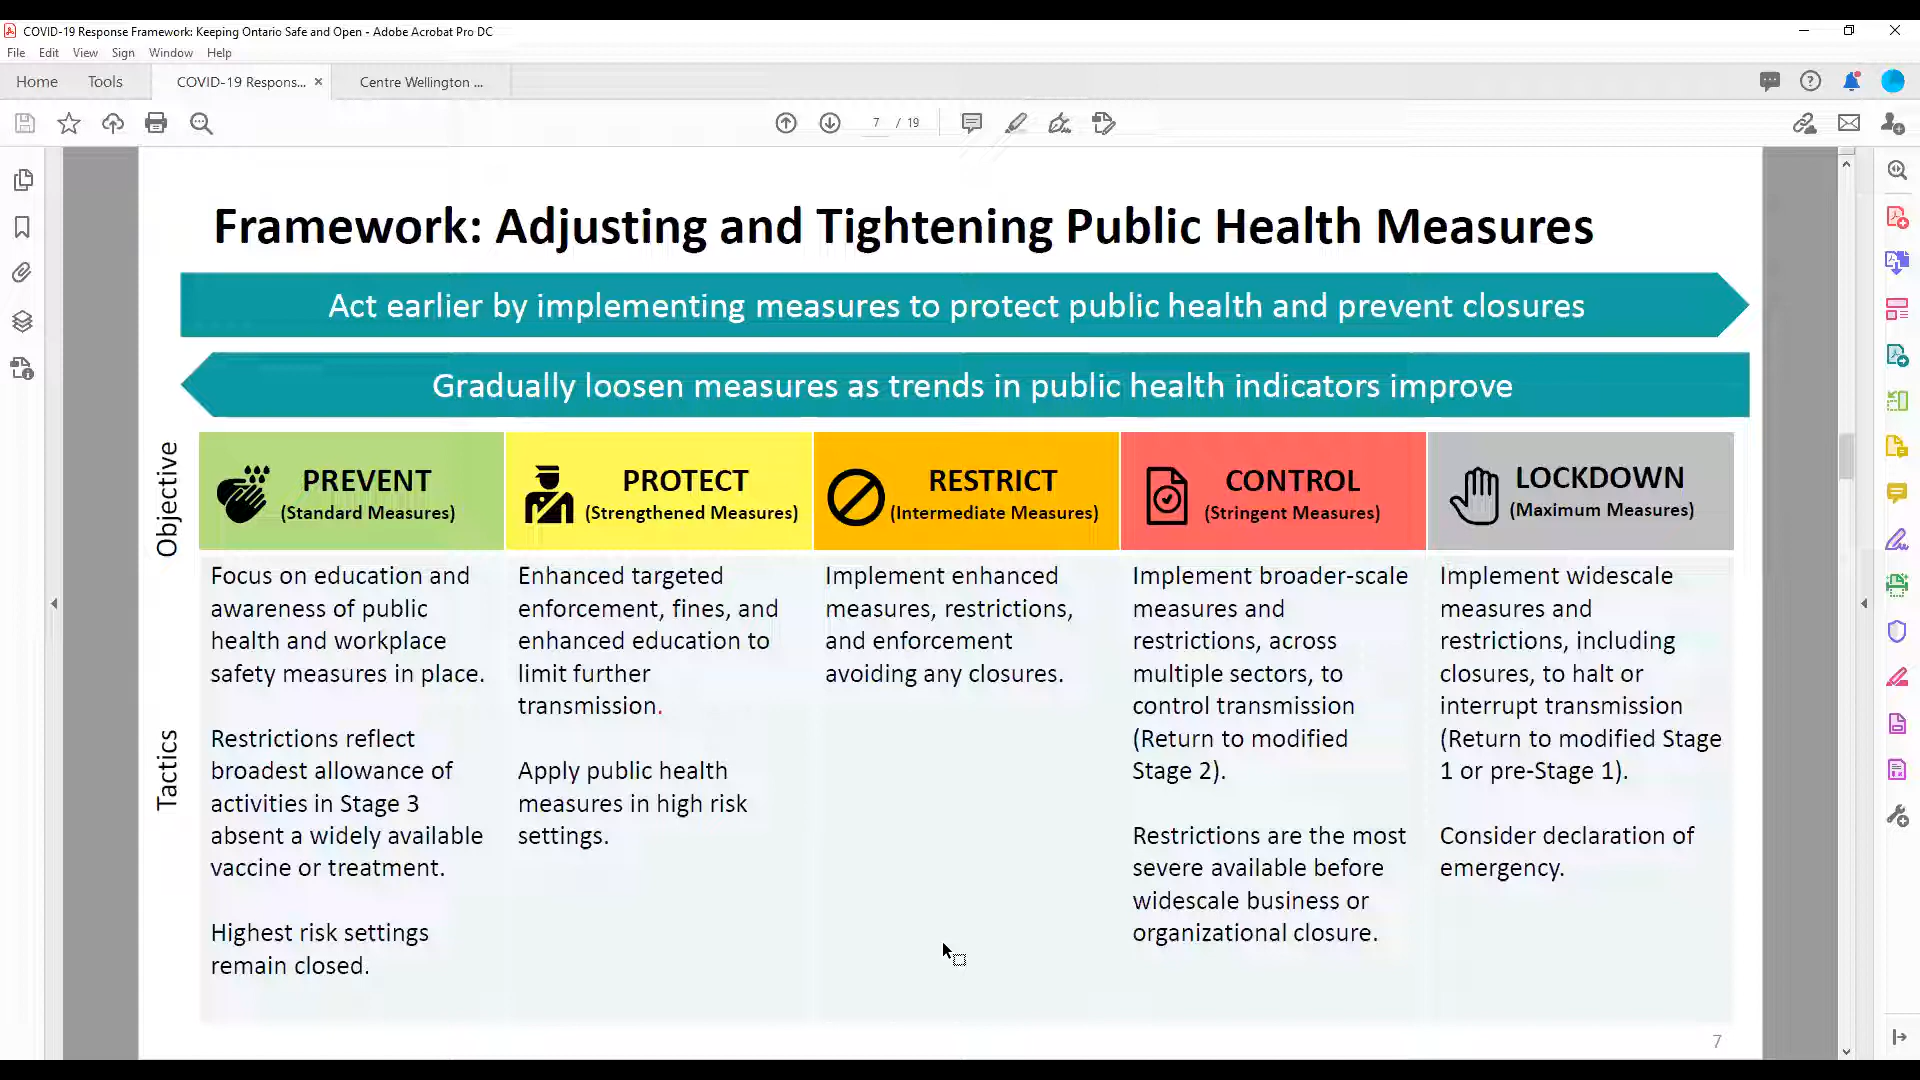 COVID-19 Response Framework: Keeping Ontario Safe and Open - Adobe Acrobat Pro DC
File Edit View Sign Window Help
Home Tools COVID-19 Respons... × Centre Wellington ...
7 / 19
Framework: Adjusting and Tightening Public Health Measures
Act earlier by implementing measures to protect public health and prevent closures
Gradually loosen measures as trends in public health indicators improve
Objective
PREVENT
(Standard Measures)
PROTECT
(Strengthened Measures)
RESTRICT
(Intermediate Measures)
CONTROL
(Stringent Measures)
LOCKDOWN
(Maximum Measures)
Tactics
Focus on education and
awareness of public
health and workplace
safety measures in place.
Restrictions reflect
broadest allowance of
activities in Stage 3
absent a widely available
vaccine or treatment.
Highest risk settings
remain closed.
Enhanced targeted
enforcement, fines, and
enhanced education to
limit further
transmission.
Apply public health
measures in high risk
settings.
Implement enhanced
measures, restrictions,
and enforcement
avoiding any closures.
Implement broader-scale
measures and
restrictions, across
multiple sectors, to
control transmission
(Return to modified
Stage 2).
Restrictions are the most
severe available before
widescale business or
organizational closure.
Implement widescale
measures and
restrictions, including
closures, to halt or
interrupt transmission
(Return to modified Stage
1 or pre-Stage 1).
Consider declaration of
emergency.
7